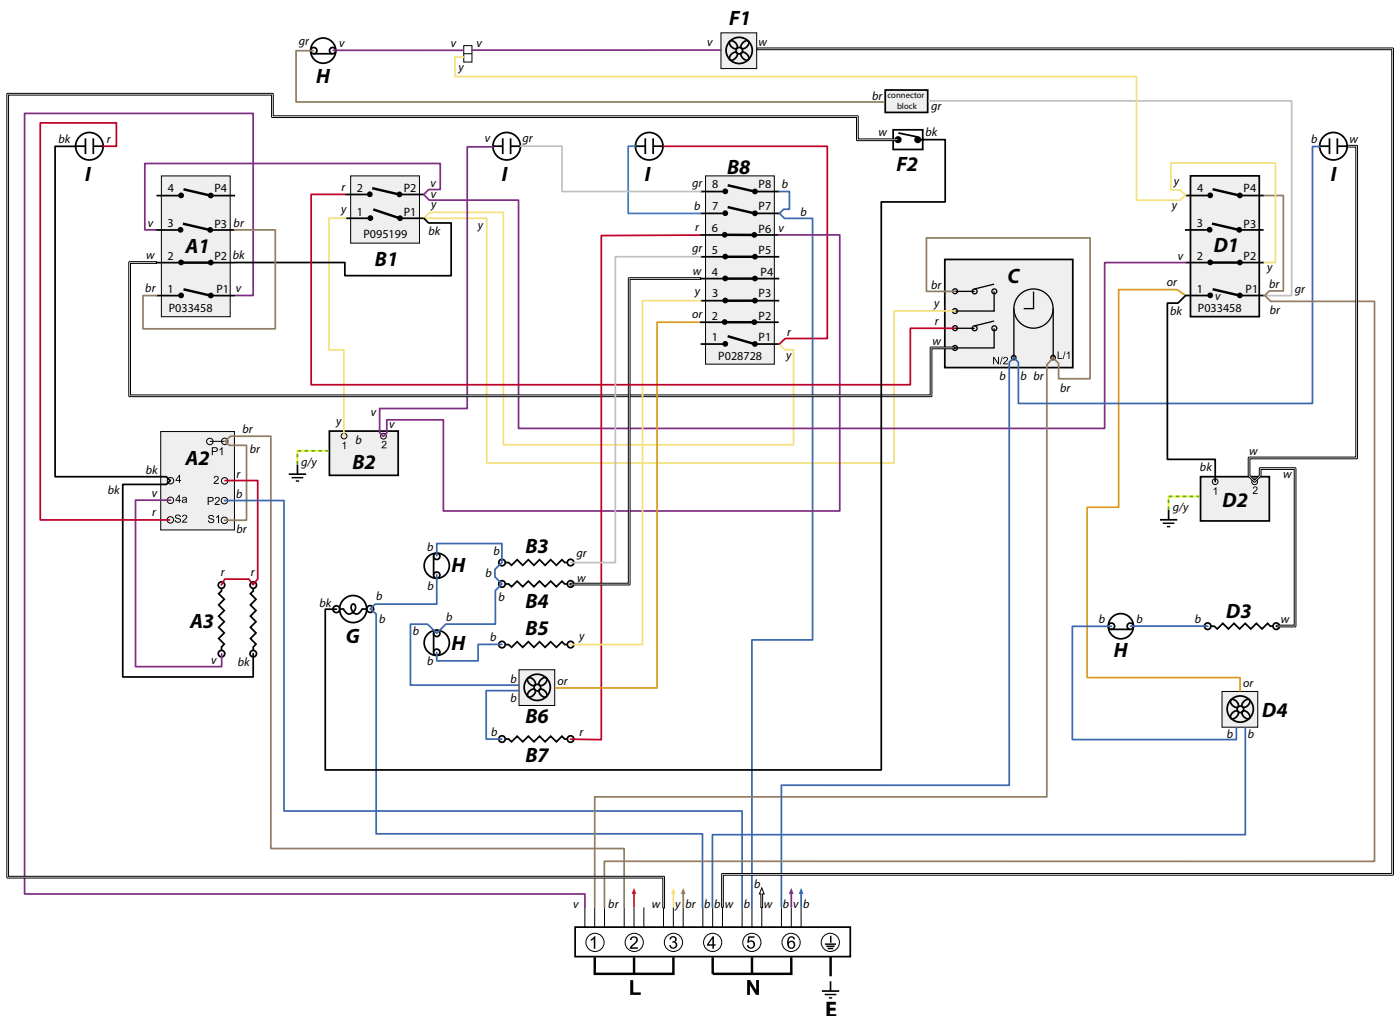 F1
gr v v v v w
H
y
br connector block gr
w bk
F2
bk r
I
v gr
I
I
b w
I
B8
4 P4
v 3 P3 br
A1
w 2 P2 bk
br 1 P1 v
P033458
r 2 P2 v
v
y 1 P1 y
y
bk
P095199
B1
gr 8 P8 b
b 7 P7 b
r 6 P6 v
gr 5 P5
w 4 P4
y 3 P3
or 2 P2
1 P1 r
y
P028728
C
br
y
r
w
N/2 L/1
b b br br
y 4 P4
y
3 P3
D1
v 2 P2 y
or 1 v P1 br
gr
bk br
P033458
A2
P1 br
br
bk 4 2 r
bk
v 4a P2 b
r S2 S1 br
y v v
1 b 2
g/y B2
bk w
1 2 w
g/y D2
r r
A3
v bk
b H b
b b B3 gr
b B4 w
b
bk G b
b
b b H b
b B5 y
b B6 or
b
b B7 r
b H b
b D3 w
or
D4
b b
v br w y br b b w b b w b v b
1 2 3 4 5 6
L N E